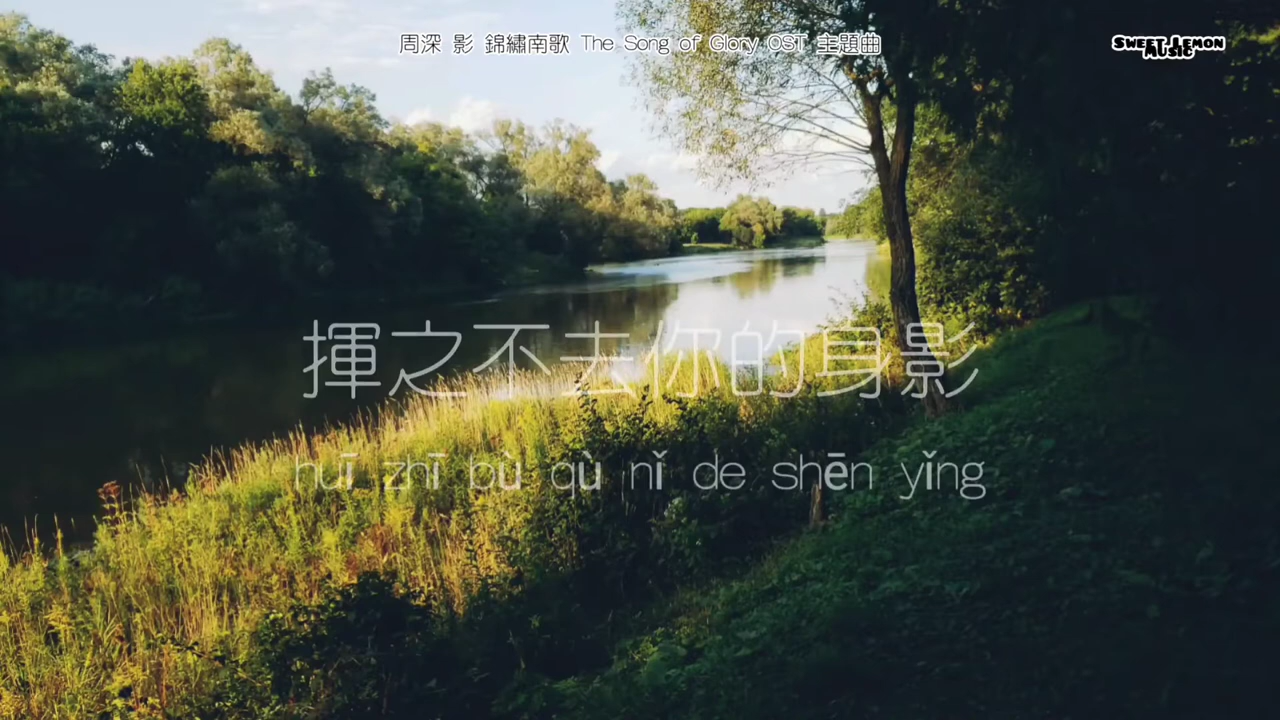 周深 影 錦繡南歌 The Song of Glory OST 主題曲
Sweet Lemon
Music
揮之不去你的身影
huī zhī bù qù nǐ de shēn yǐng